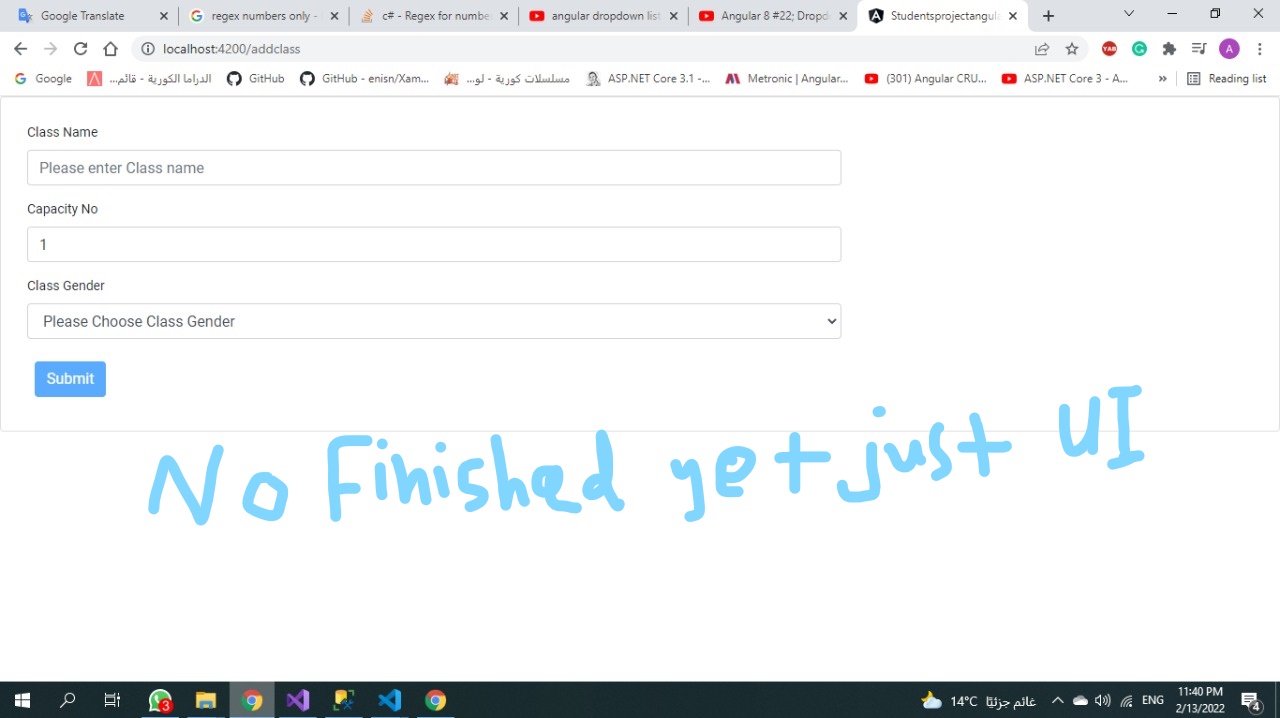 Google Translate
regex numbers only -
c# - Regex for numbe
angular dropdown list
Angular 8 #22; Dropd
Studentsprojectangula
localhost:4200/addclass
YAB
G
A
Google
الدراما الكورية - قائم...
GitHub
GitHub - enisn/Xam...
مسلسلات كورية - لو...
ASP.NET Core 3.1 -...
Metronic | Angular...
(301) Angular CRU...
ASP.NET Core 3 - A...
»
Reading list
Class Name
Please enter Class name
Capacity No
1
Class Gender
Please Choose Class Gender
Submit
No Finished yet just UI
3
14°C غائم جزئيًا
ENG
11:40 PM
2/13/2022
4